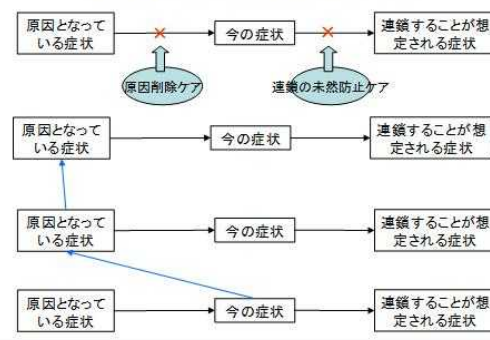 原因となって
いる症状
今の症状
連鎖することが想
定される症状
原因削除ケア
連鎖の未然防止ケア
原因となって
いる症状
今の症状
連鎖することが想
定される症状
原因となって
いる症状
今の症状
連鎖することが想
定される症状
原因となって
いる症状
今の症状
連鎖することが想
定される症状